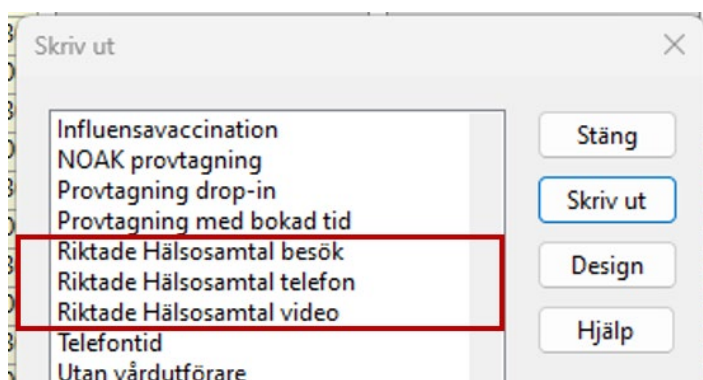 Skriv ut
Influensavaccination
NOAK provtagning
Provtagning drop-in
Provtagning med bokad tid
Riktade Hälsosamtal besök
Riktade Hälsosamtal telefon
Riktade Hälsosamtal video
Telefontid
Utan vårdutförare
Stäng
Skriv ut
Design
Hjälp